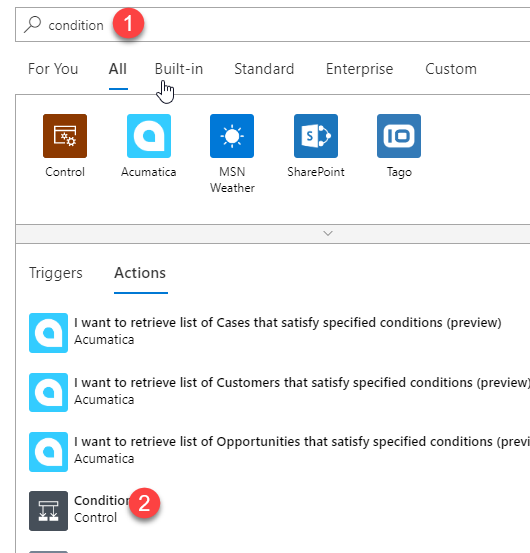 condition
1
For You All Built-in Standard Enterprise Custom
Control Acumatica MSN Weather SharePoint Tago
Triggers Actions
I want to retrieve list of Cases that satisfy specified conditions (preview)
Acumatica
I want to retrieve list of Customers that satisfy specified conditions (preview)
Acumatica
I want to retrieve list of Opportunities that satisfy specified conditions (previ
Acumatica
Condition
2
Control